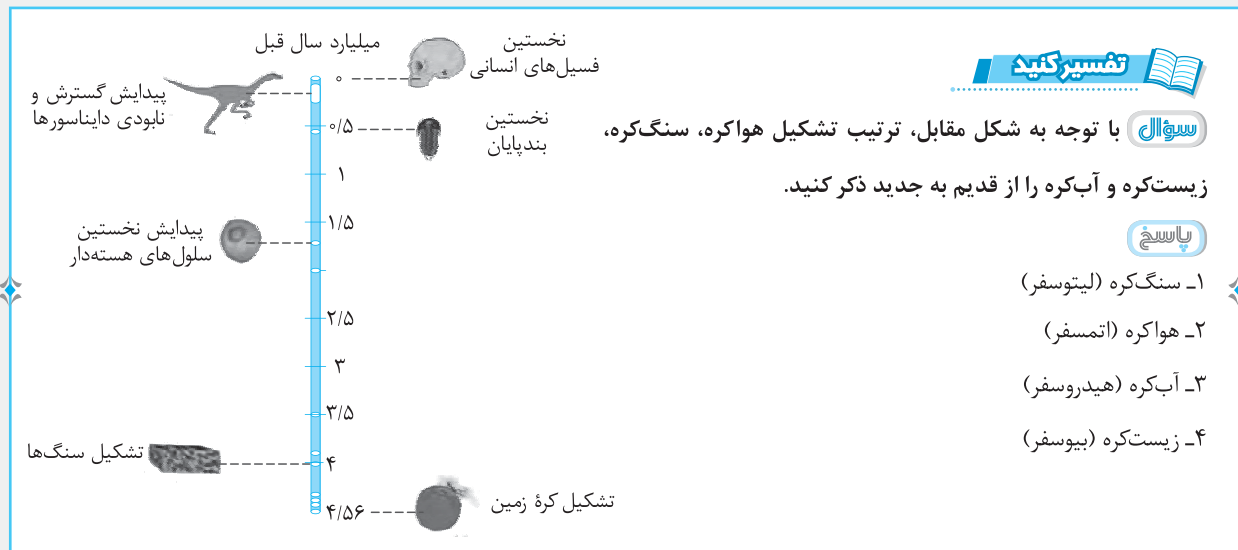 تفسیر کنید
سؤال با توجه به شکل مقابل، ترتیب تشکیل هواکره، سنگ‌کره،
زیست‌کره و آب‌کره را از قدیم به جدید ذکر کنید.
پاسخ
۱ـ سنگ‌کره (لیتوسفر)
۲ـ هواکره (اتمسفر)
۳ـ آب‌کره (هیدروسفر)
۴ـ زیست‌کره (بیوسفر)
میلیارد سال قبل
نخستین
فسیل‌های انسانی
۰
پیدایش گسترش و
نابودی دایناسورها
۰/۵
نخستین
بندپایان
۱
۱/۵
پیدایش نخستین
سلول‌های هسته‌دار
۲/۵
۳
۳/۵
تشکیل سنگ‌ها
۴
۴/۵۶
تشکیل کرۀ زمین